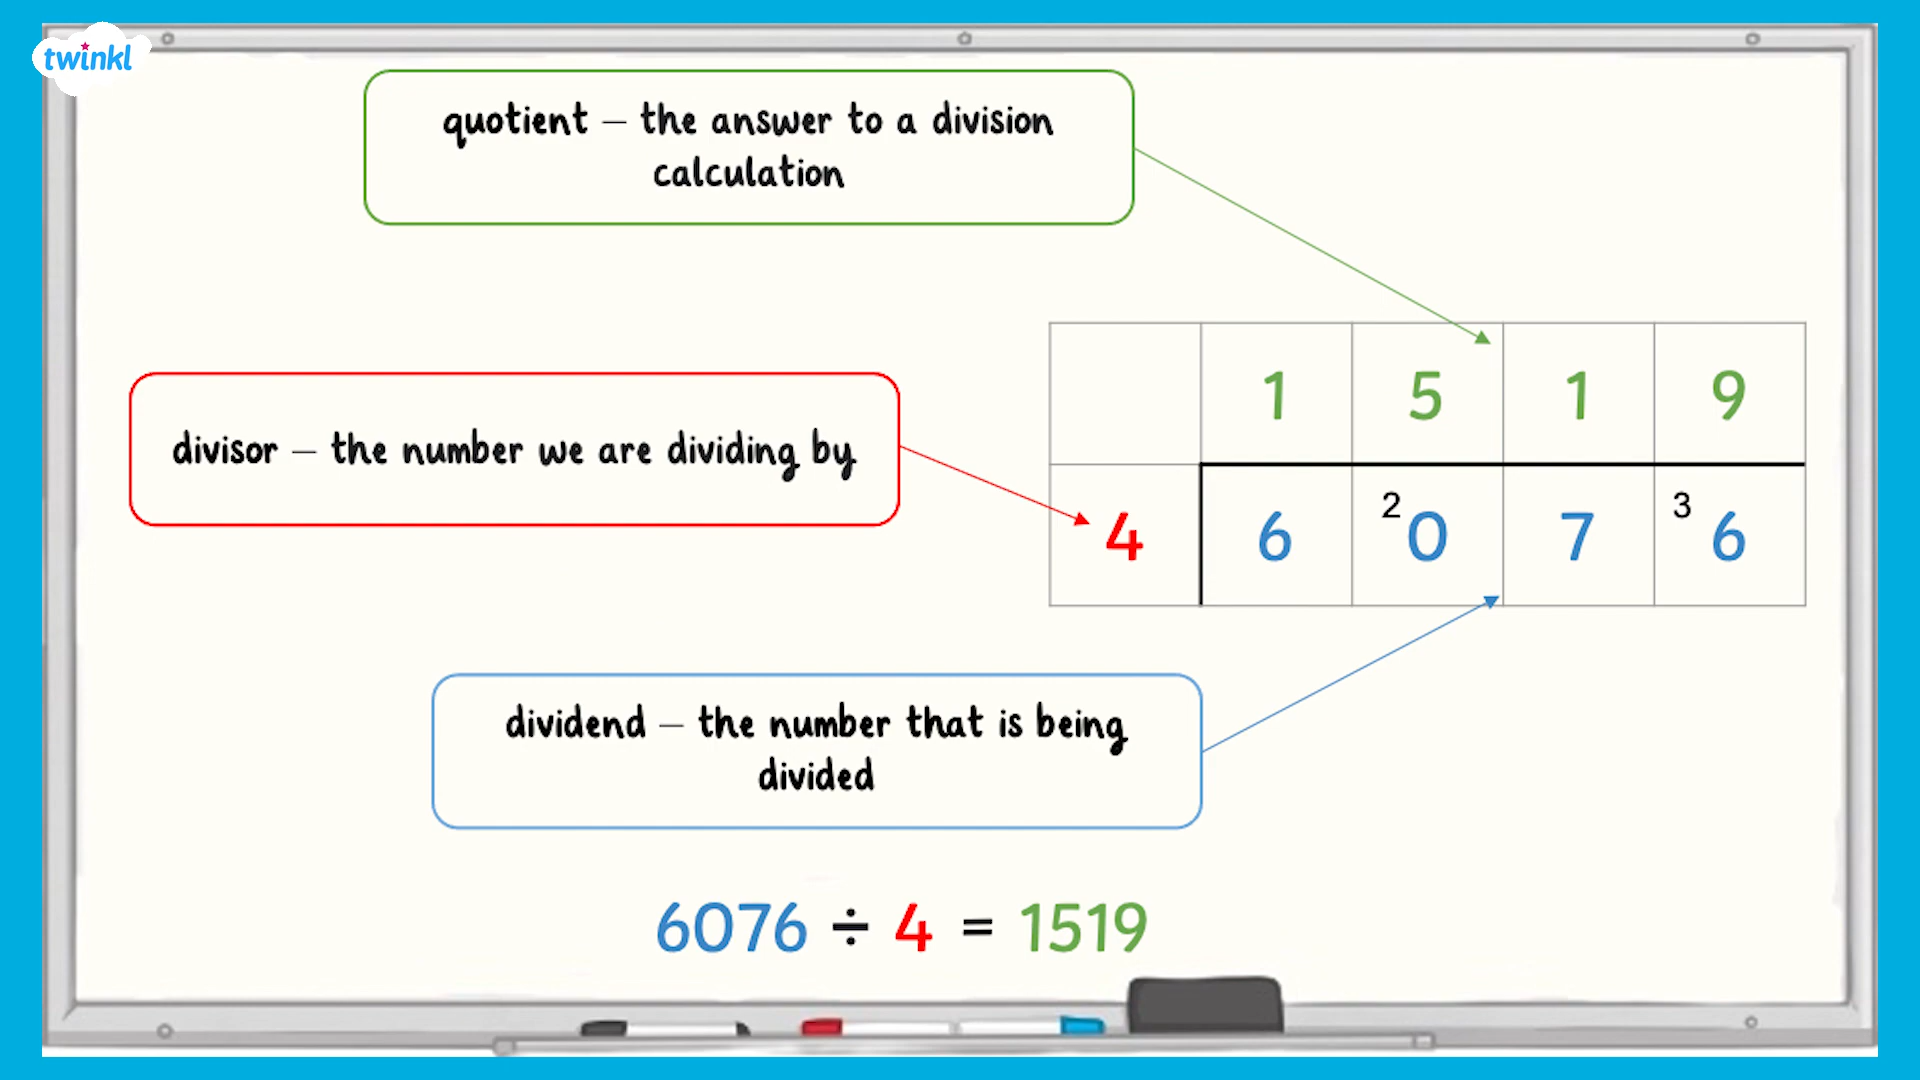 twinkl
quotient – the answer to a division
calculation
1 5 1 9
divisor – the number we are dividing by
4 6 2 0 7 3 6
dividend – the number that is being
divided
6076 ÷ 4 = 1519